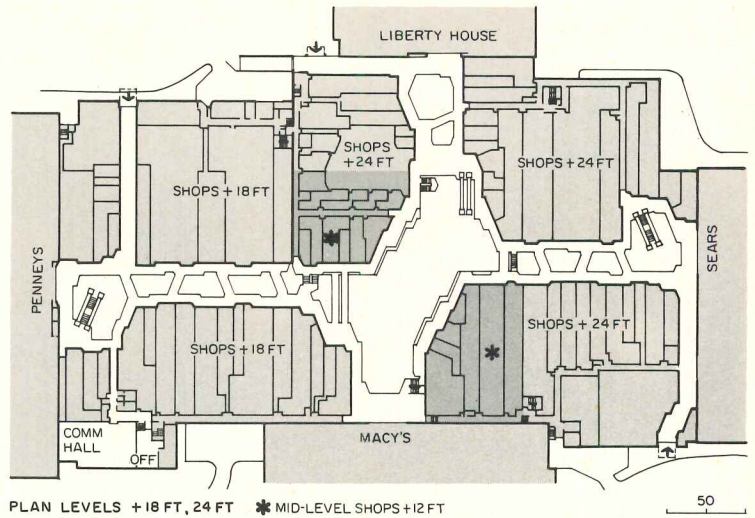 LIBERTY HOUSE
SHOPS
+24 FT
SHOPS +18 FT
SHOPS +24 FT
PENNEYS
SEARS
SHOPS +18 FT
SHOPS +24 FT
COMM
HALL
OFF
MACY'S
PLAN LEVELS +18 FT, 24 FT
* MID-LEVEL SHOPS +12 FT
50